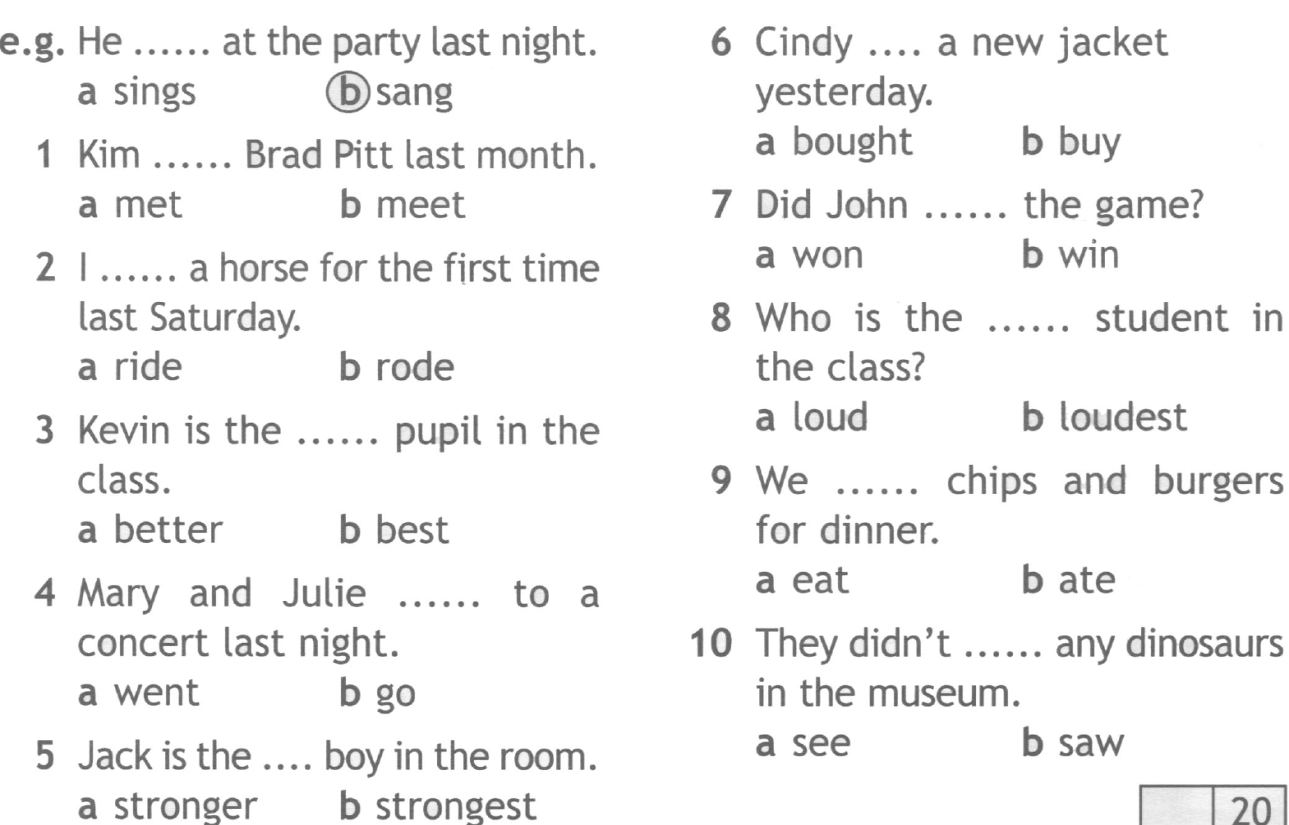 e.g. He ...... at the party last night.
a sings b sang
1 Kim ...... Brad Pitt last month.
a met b meet
2 I ...... a horse for the first time
last Saturday.
a ride b rode
3 Kevin is the ...... pupil in the
class.
a better b best
4 Mary and Julie ...... to a
concert last night.
a went b go
5 Jack is the .... boy in the room.
a stronger b strongest
6 Cindy .... a new jacket
yesterday.
a bought b buy
7 Did John ...... the game?
a won b win
8 Who is the ...... student in
the class?
a loud b loudest
9 We ...... chips and burgers
for dinner.
a eat b ate
10 They didn't ...... any dinosaurs
in the museum.
a see b saw
20